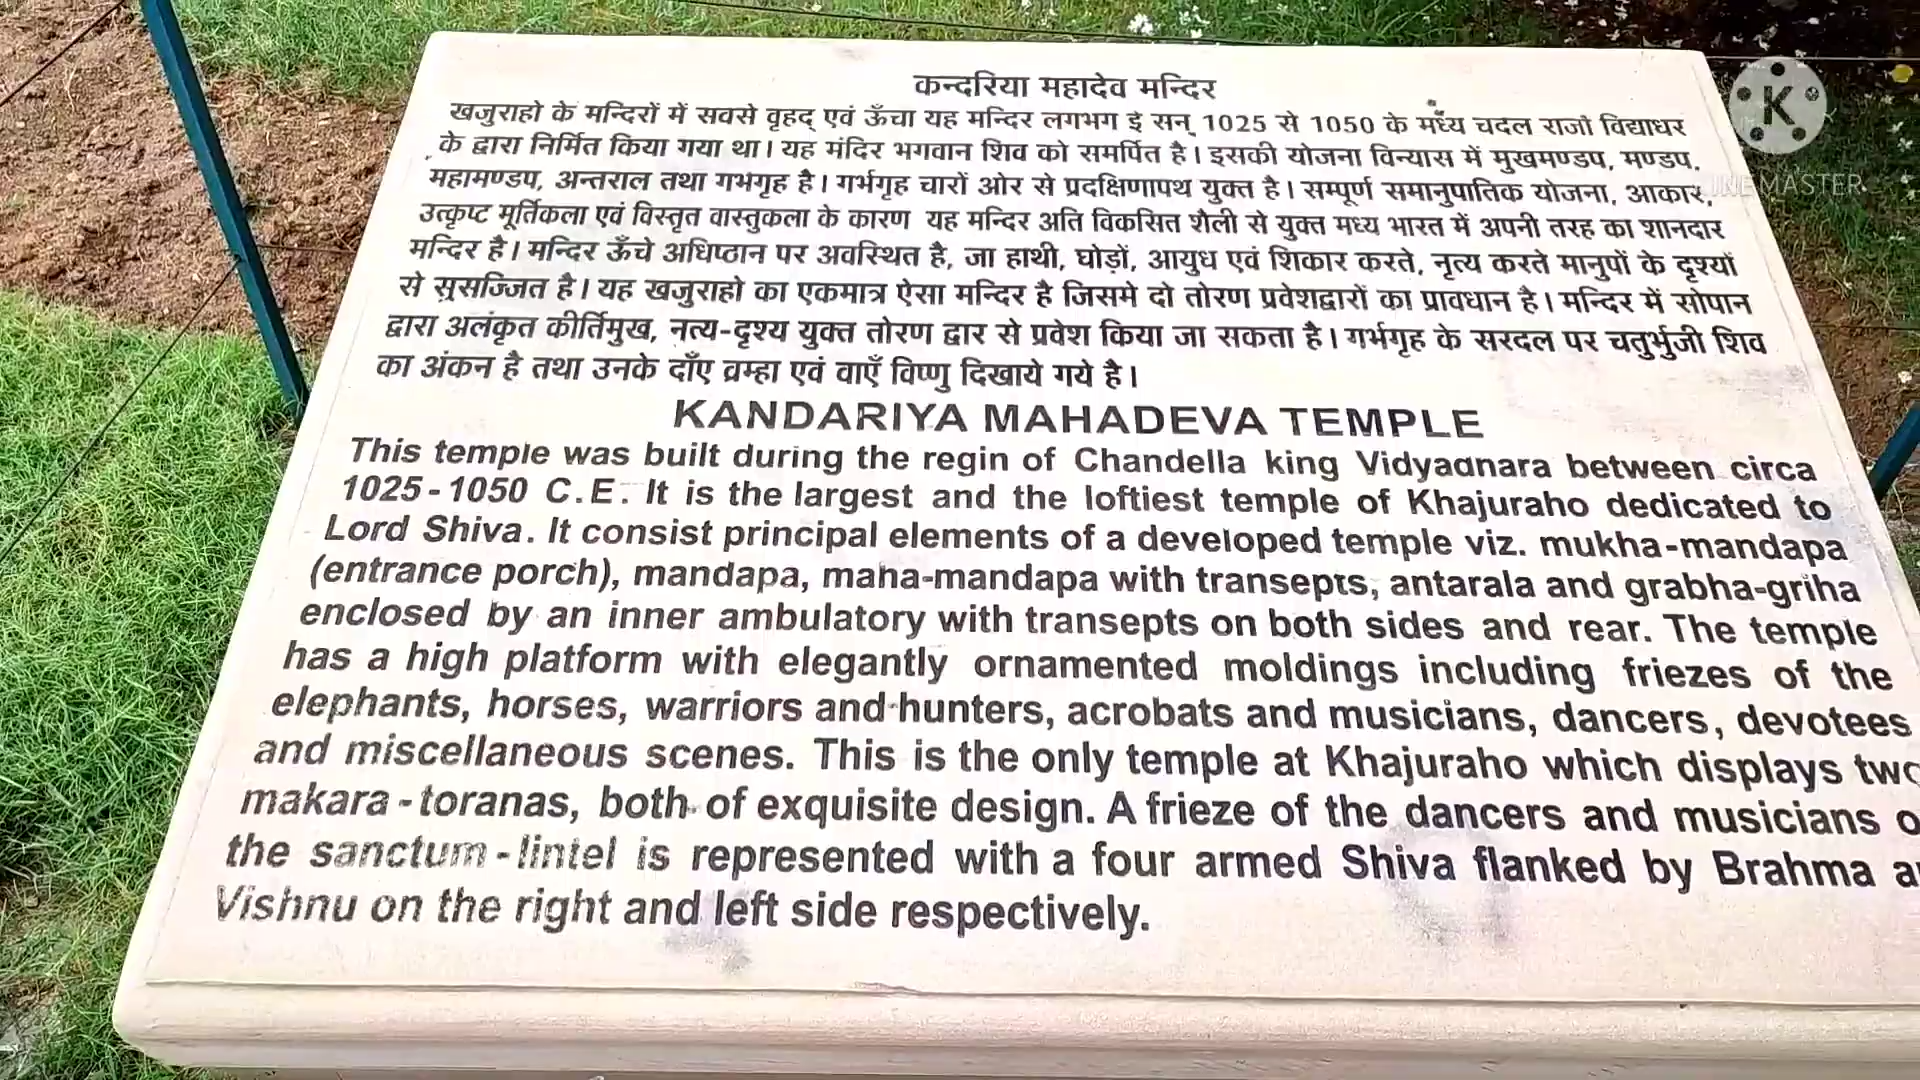 कन्दरिया महादेव मन्दिर
खजुराहो के मन्दिरों में सवसे वृहद् एवं ऊँचा यह मन्दिर लगभग इ सन् 1025 से 1050 के मध्य चदल राजा विद्याधर
के द्वारा निर्मित किया गया था। यह मंदिर भगवान शिव को समर्पित है। इसकी योजना विन्यास में मुखमण्डप, मण्डप,
महामण्डप, अन्तराल तथा गभगृह है। गर्भगृह चारों ओर से प्रदक्षिणापथ युक्त है। सम्पूर्ण समानुपातिक योजना, आकार,
उत्कृष्ट मूर्तिकला एवं विस्तृत वास्तुकला के कारण यह मन्दिर अति विकसित शैली से युक्त मध्य भारत में अपनी तरह का शानदार
मन्दिर है। मन्दिर ऊँचे अधिष्ठान पर अवस्थित है, जा हाथी, घोड़ों, आयुध एवं शिकार करते, नृत्य करते मानुषों के दृश्यों
से सुसज्जित है। यह खजुराहो का एकमात्र ऐसा मन्दिर है जिसमे दो तोरण प्रवेशद्वारों का प्रावधान है। मन्दिर में सोपान
द्वारा अलंकृत कीर्तिमुख, नत्य-दृश्य युक्त तोरण द्वार से प्रवेश किया जा सकता है। गर्भगृह के सरदल पर चतुर्भुजी शिव
का अंकन है तथा उनके दाँए व्रम्हा एवं वाएँ विष्णु दिखाये गये है।
KANDARIYA MAHADEVA TEMPLE
This temple was built during the regin of Chandella king Vidyadnara between circa
1025-1050 C.E. It is the largest and the loftiest temple of Khajuraho dedicated to
Lord Shiva. It consist principal elements of a developed temple viz. mukha-mandapa
(entrance porch), mandapa, maha-mandapa with transepts, antarala and grabha-griha
enclosed by an inner ambulatory with transepts on both sides and rear. The temple
has a high platform with elegantly ornamented moldings including friezes of the
elephants, horses, warriors and hunters, acrobats and musicians, dancers, devotees
and miscellaneous scenes. This is the only temple at Khajuraho which displays two
makara-toranas, both of exquisite design. A frieze of the dancers and musicians
the sanctum-lintel is represented with a four armed Shiva flanked by Brahma
Vishnu on the right and left side respectively.
K
INEMASTER